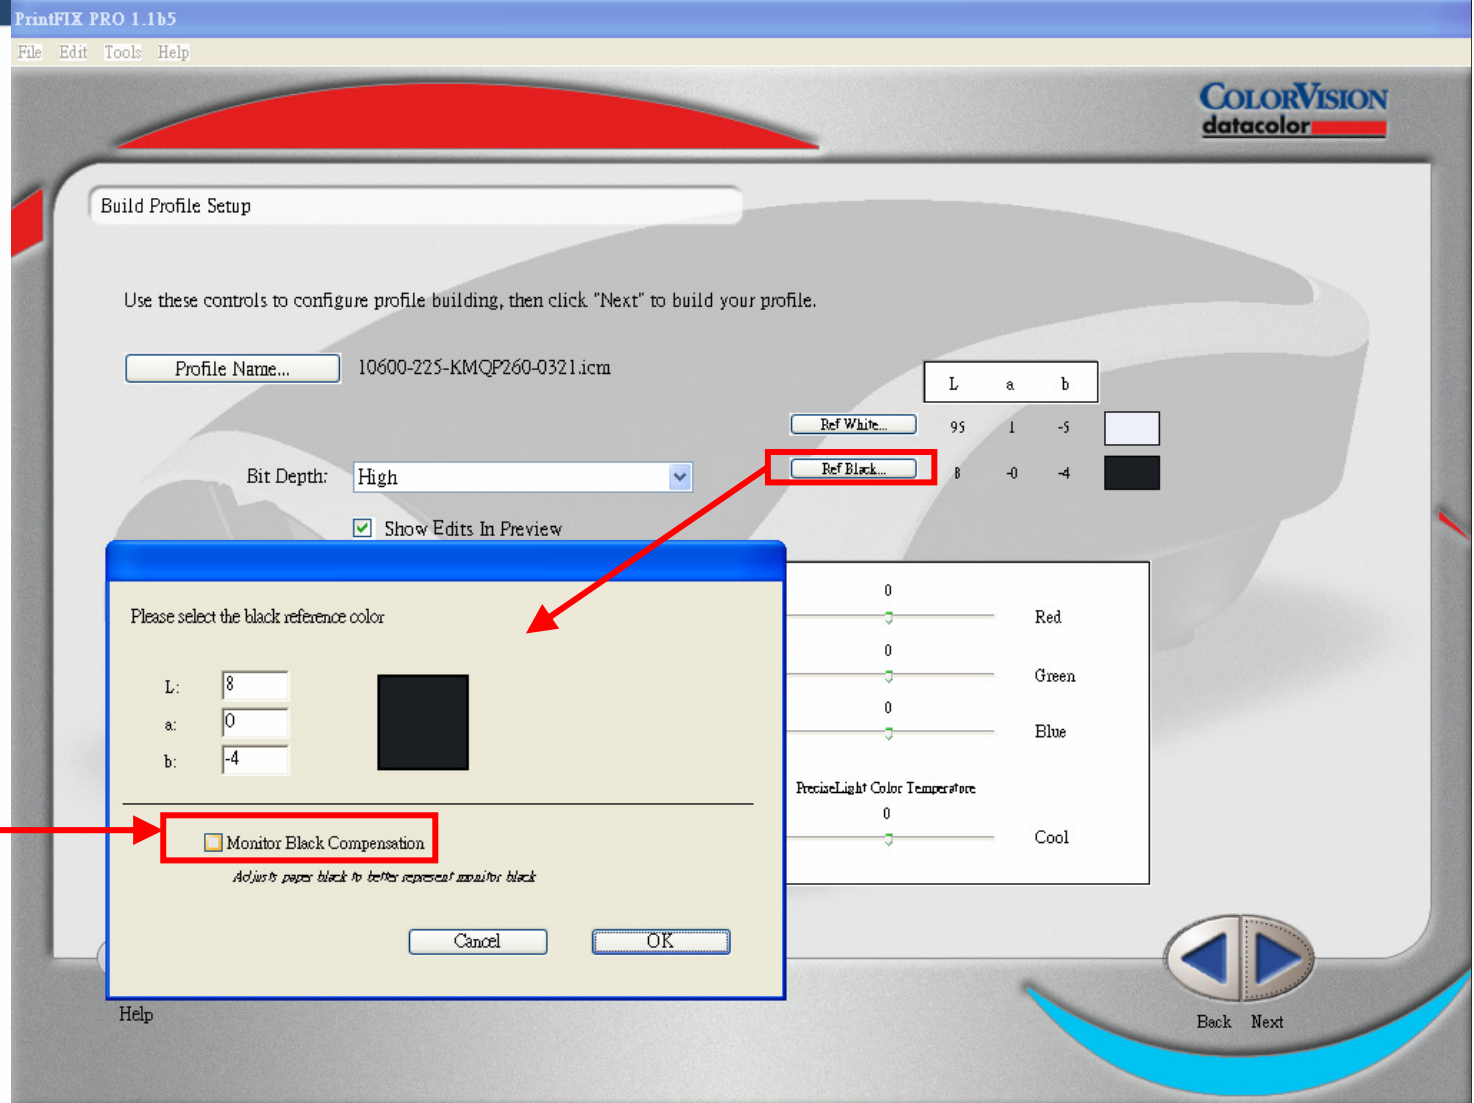 PrintFIX PRO 1.1b5
File Edit Tools Help
COLORVISION
datacolor
Build Profile Setup
Use these controls to configure profile building, then click "Next" to build your profile.
Profile Name... 10600-225-KMQP260-0321.icm
L a b
Ref White... 95 1 -5
Bit Depth: High
Ref Black... 8 -0 -4
Show Edits In Preview
Please select the black reference color
L: 8
a: 0
b: -4
Monitor Black Compensation
Adjusts paper black to better represent monitor black
Cancel OK
0
Red
0
Green
0
Blue
PreciseLight Color Temperature
0
Cool
Help
Back Next